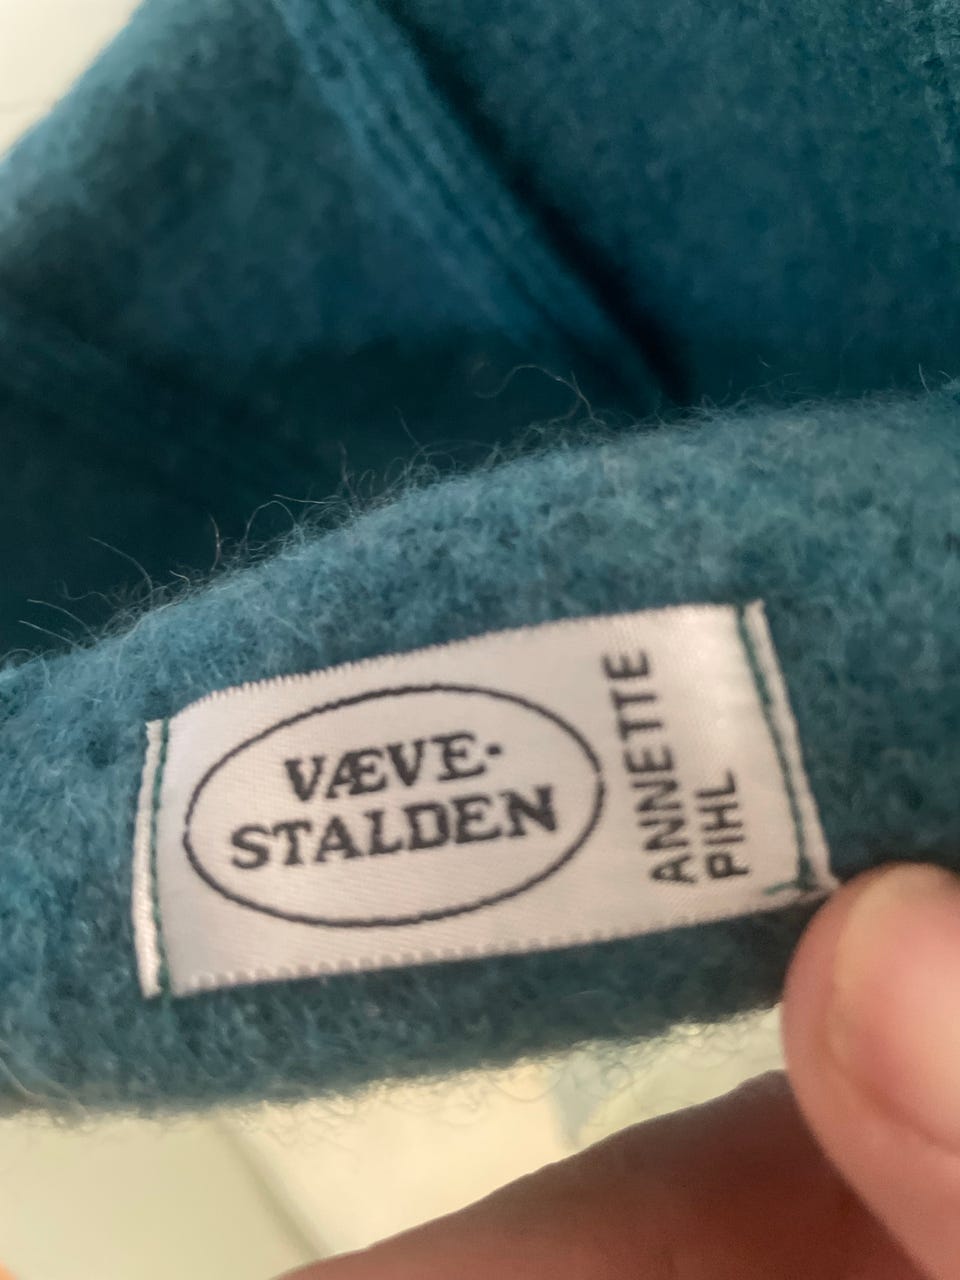 VÆVE-
STALDEN
ANNETTE
PIHL